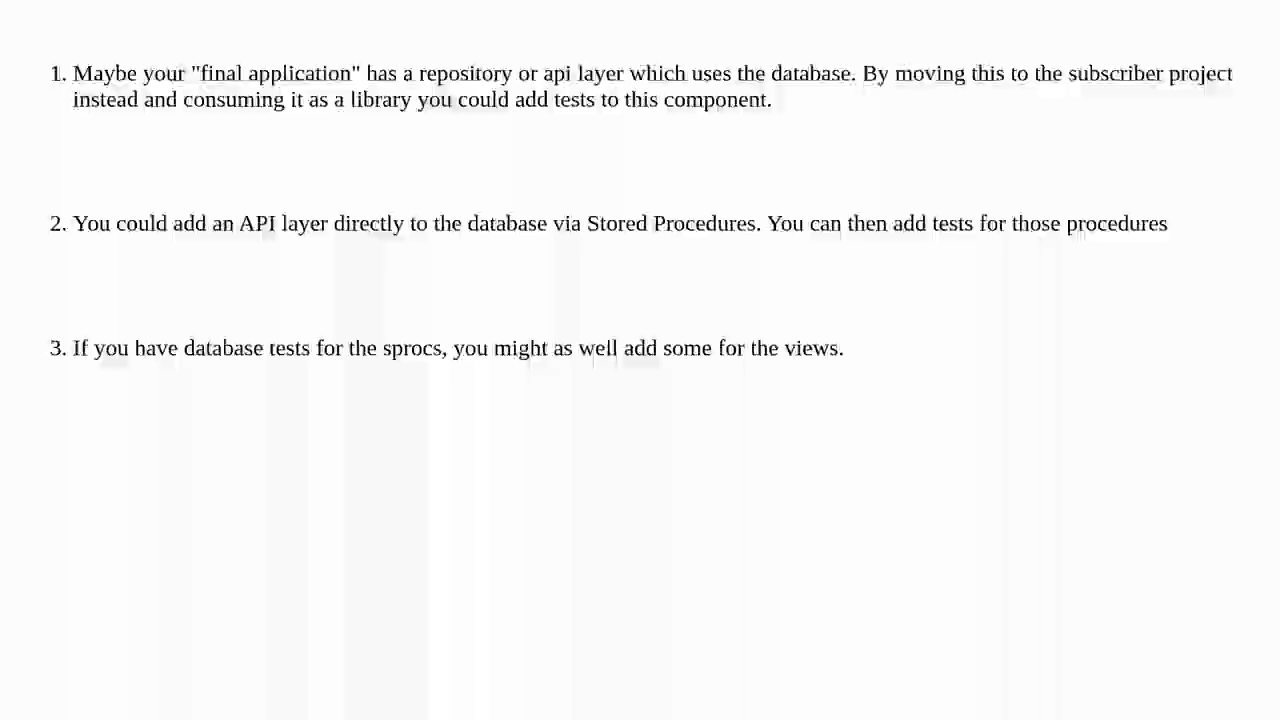 1. Maybe your "final application" has a repository or api layer which uses the database. By moving this to the subscriber project
instead and consuming it as a library you could add tests to this component.
2. You could add an API layer directly to the database via Stored Procedures. You can then add tests for those procedures
3. If you have database tests for the sprocs, you might as well add some for the views.